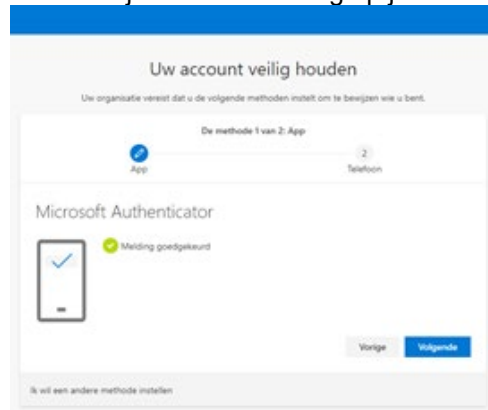 Uw account veilig houden
Uw organisatie vereist dat u de volgende methoden instelt om te bewijzen wie u bent.
De methode 1 van 2: App
2
App
Telefoon
Microsoft Authenticator
Melding goedgekeurd
Vorige
Volgende
Ik wil een andere methode instellen